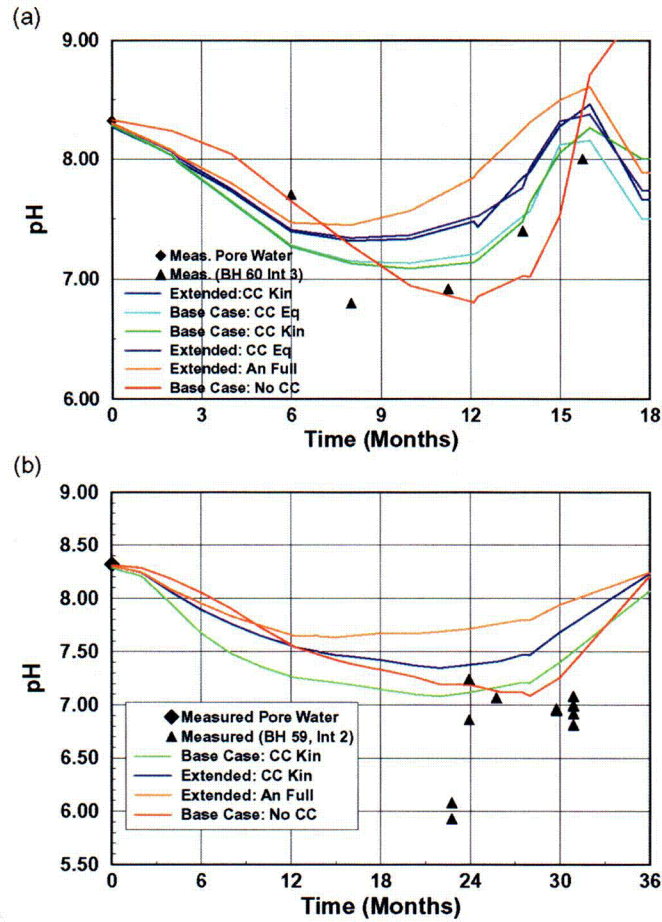 (a)
9.00
8.00
7.00
6.00
pH
Meas. Pore Water
Meas. (BH 60 Int 3)
Extended:CC Kin
Base Case: CC Eq
Base Case: CC Kin
Extended: CC Eq
Extended: An Full
Base Case: No CC
0 3 6 9 12 15 18
Time (Months)
(b)
9.00
8.50
8.00
7.50
7.00
6.50
6.00
5.50
pH
Measured Pore Water
Measured (BH 59, Int 2)
Base Case: CC Kin
Extended: CC Kin
Extended: An Full
Base Case: No CC
0 6 12 18 24 30 36
Time (Months)